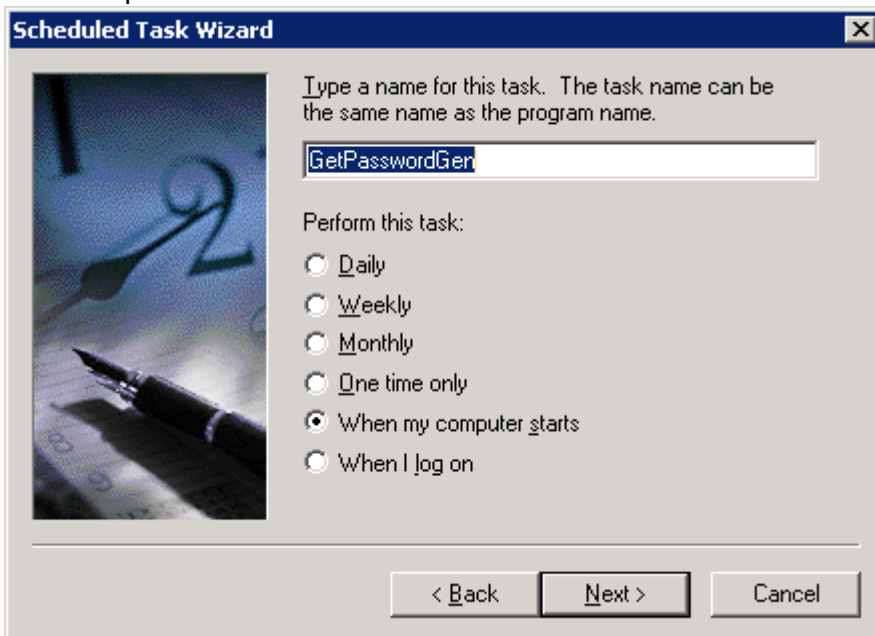 Scheduled Task Wizard
Type a name for this task. The task name can be
the same name as the program name.
GetPasswordGen
Perform this task:
Daily
Weekly
Monthly
One time only
When my computer starts
When I log on
< Back Next > Cancel